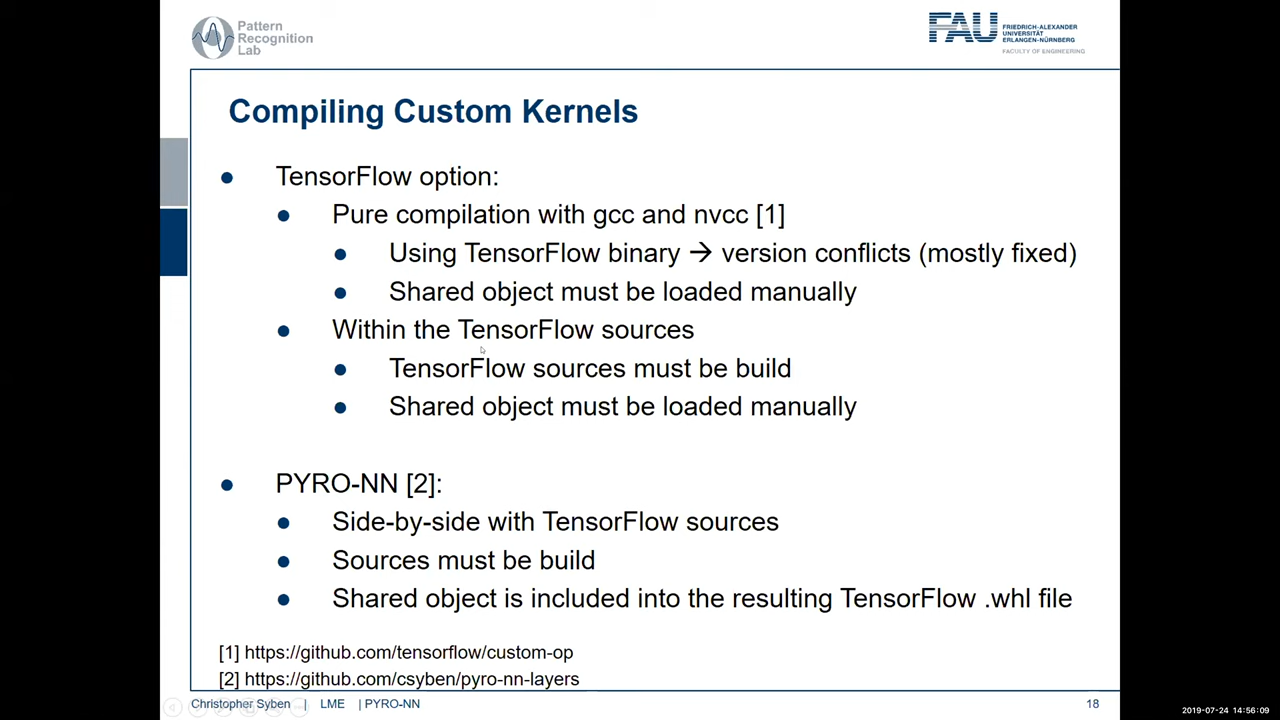 Pattern
Recognition
Lab
FAU
FRIEDRICH-ALEXANDER
UNIVERSITÄT
ERLANGEN-NÜRNBERG
FACULTY OF ENGINEERING
Compiling Custom Kernels
● TensorFlow option:
● Pure compilation with gcc and nvcc [1]
● Using TensorFlow binary → version conflicts (mostly fixed)
● Shared object must be loaded manually
● Within the TensorFlow sources
● TensorFlow sources must be build
● Shared object must be loaded manually
● PYRO-NN [2]:
● Side-by-side with TensorFlow sources
● Sources must be build
● Shared object is included into the resulting TensorFlow .whl file
[1] https://github.com/tensorflow/custom-op
[2] https://github.com/csyben/pyro-nn-layers
Christopher Syben | LME | PYRO-NN 18
2019-07-24 14:56:09